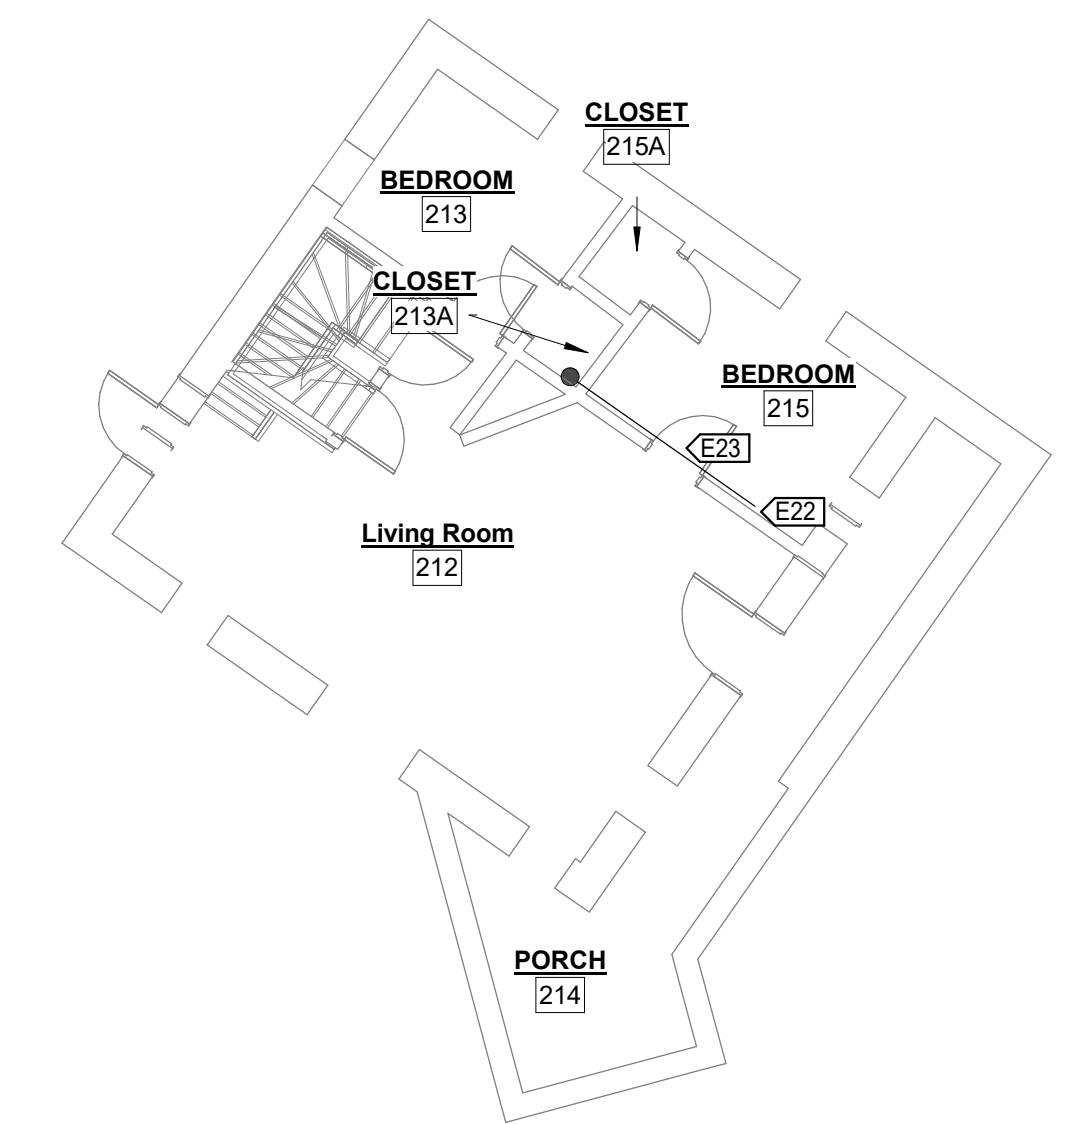 CLOSET
215A
BEDROOM
213
CLOSET
213A
BEDROOM
215
E23
E22
Living Room
212
PORCH
214